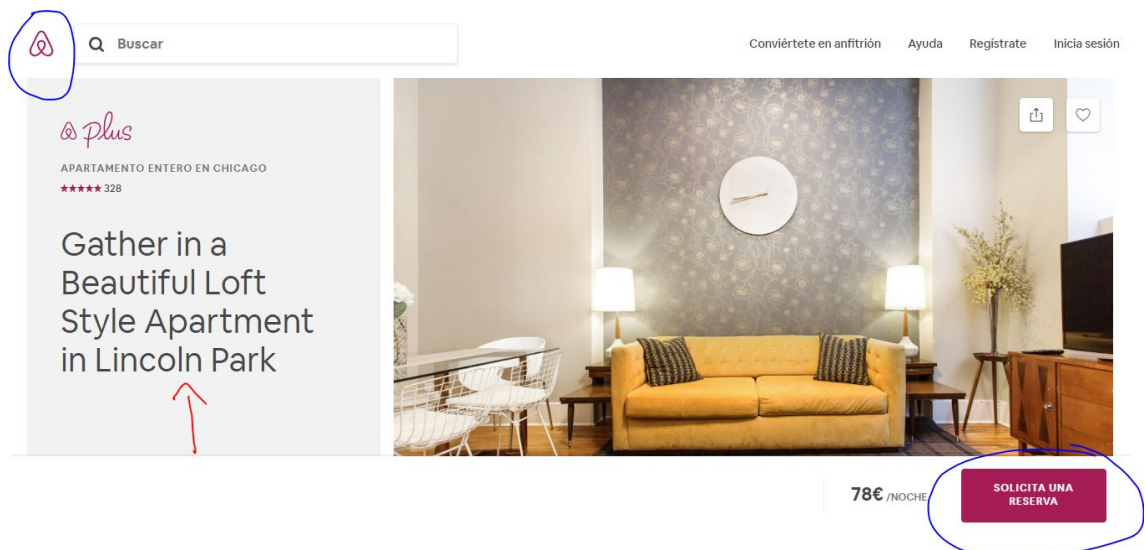 Buscar
Conviértete en anfitrión Ayuda Regístrate Inicia sesión
plus
APARTAMENTO ENTERO EN CHICAGO
★★★★★ 328
Gather in a
Beautiful Loft
Style Apartment
in Lincoln Park
78€ /NOCHE
SOLICITA UNA
RESERVA